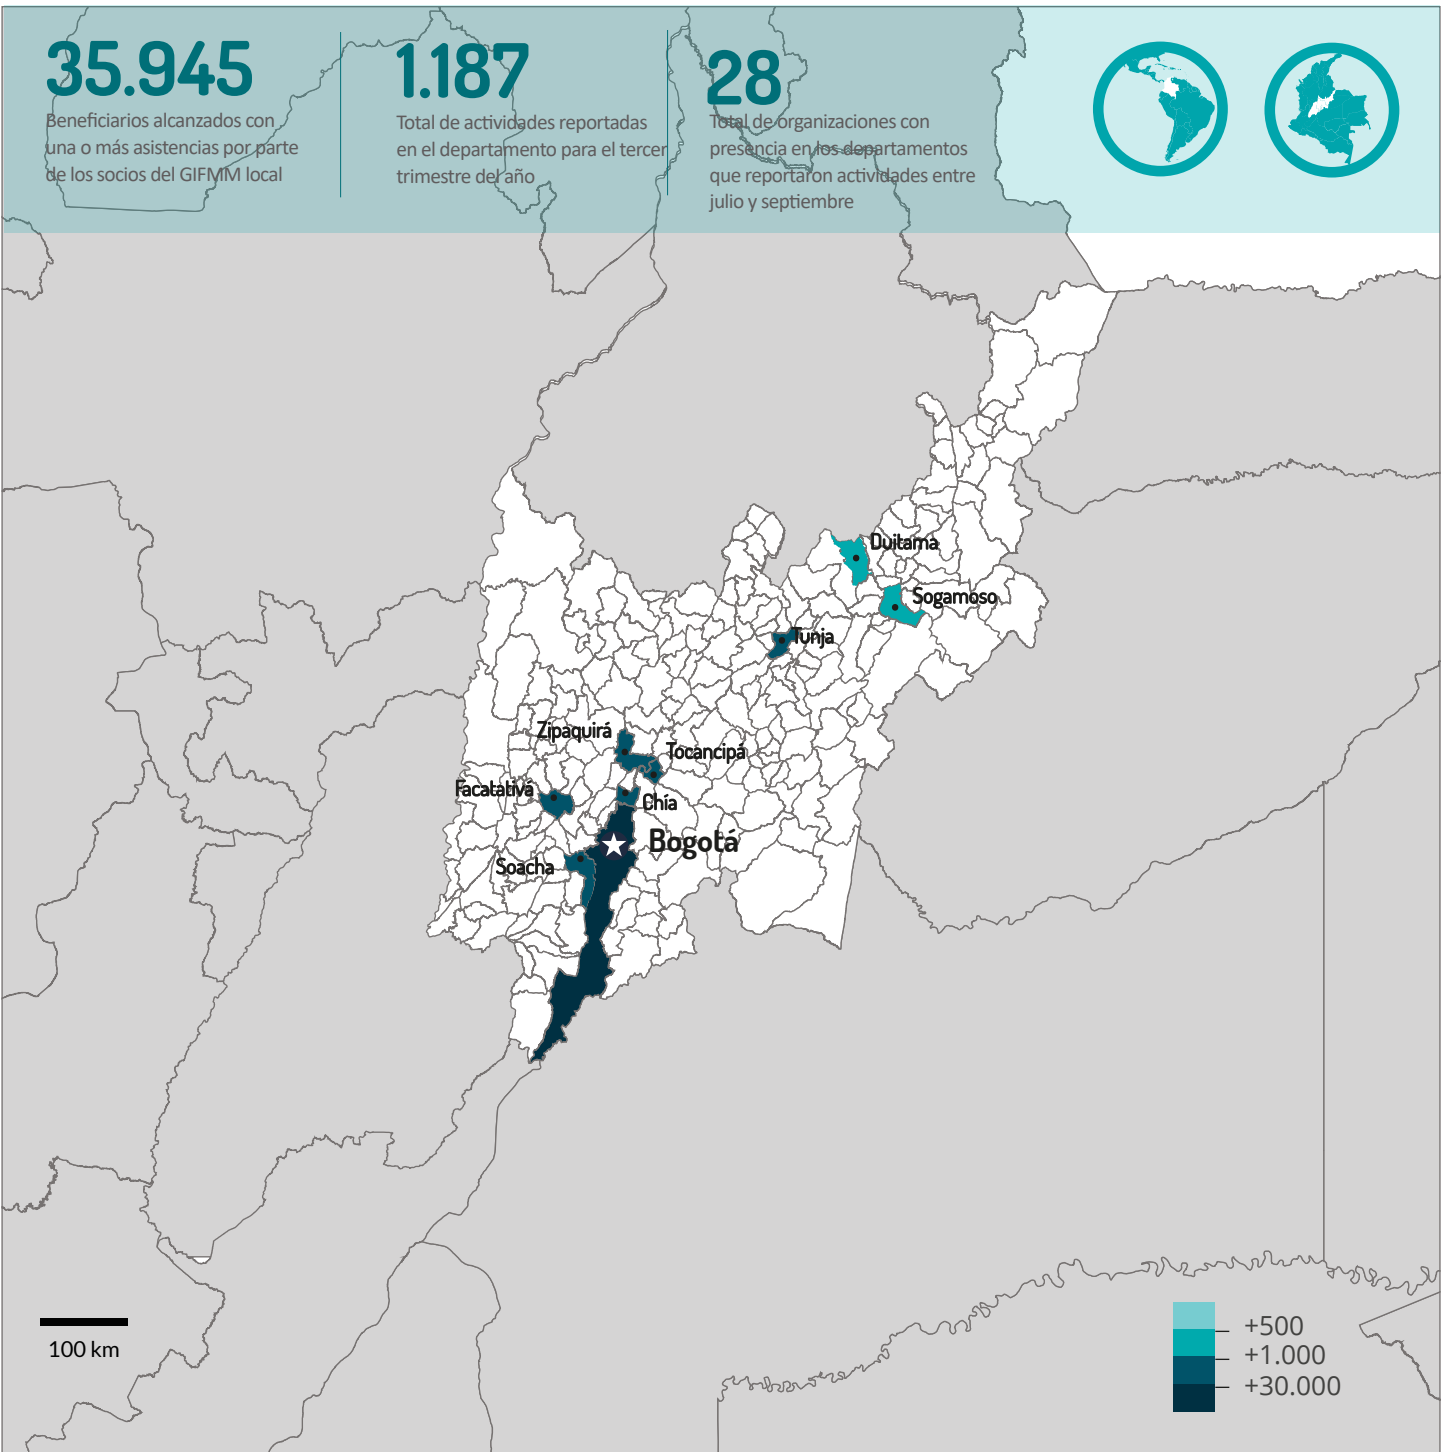 35.945
Beneficiarios alcanzados con
una o más asistencias por parte
de los socios del GIFMM local
1.187
Total de actividades reportadas
en el departamento para el tercer
trimestre del año
28
Total de organizaciones con
presencia en los departamentos
que reportaron actividades entre
julio y septiembre
Duitama
Sogamoso
Tunja
Zipaquirá
Tocancipá
Facatativá
Chía
Bogotá
Soacha
100 km
+500
+1.000
+30.000